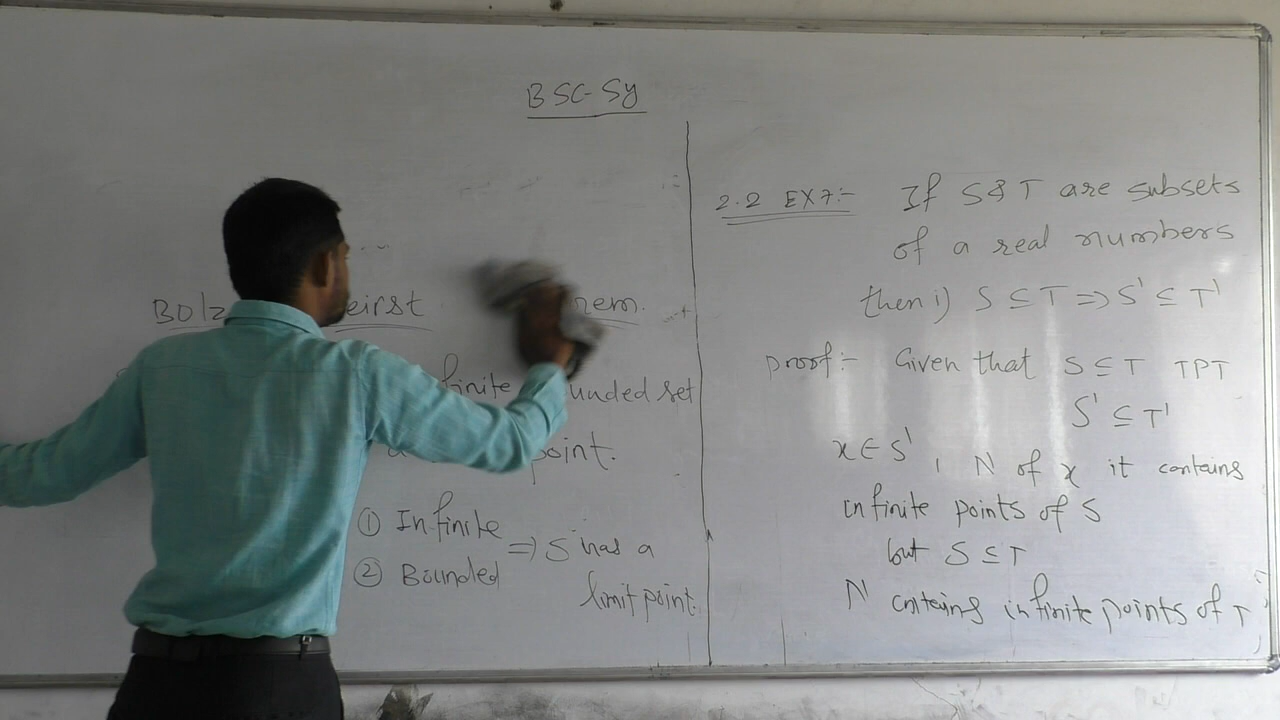 BSC-Sy
Bolz eirst rem.
finite unded set
a point.
① Infinite
② Bounded
⇒ S has a
limit point.
2.2 EX7:- If S & T are subsets
of a real numbers
then i) S ⊆ T ⇒ S' ⊆ T'
proof:- Given that S ⊆ T TPT
S' ⊆ T'
x ∈ S' , N of x it contains
infinite points of S
but S ⊆ T
N contains infinite points of T